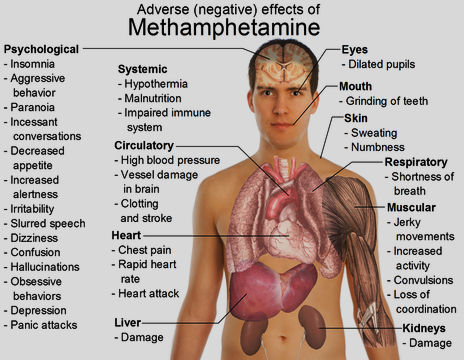 Adverse (negative) effects of
Methamphetamine
Psychological
- Insomnia
- Aggressive
behavior
- Paranoia
- Incessant
conversations
- Decreased
appetite
- Increased
alertness
- Irritability
- Slurred speech
- Dizziness
- Confusion
- Hallucinations
- Obsessive
behaviors
- Depression
- Panic attacks
Systemic
- Hypothermia
- Malnutrition
- Impaired immune
system
Circulatory
- High blood pressure
- Vessel damage
in brain
- Clotting
and stroke
Heart
- Chest pain
- Rapid heart
rate
- Heart attack
Liver
- Damage
Eyes
- Dilated pupils
Mouth
- Grinding of teeth
Skin
- Sweating
- Numbness
Respiratory
- Shortness of
breath
Muscular
- Jerky
movements
- Increased
activity
- Convulsions
- Loss of
coordination
Kidneys
- Damage